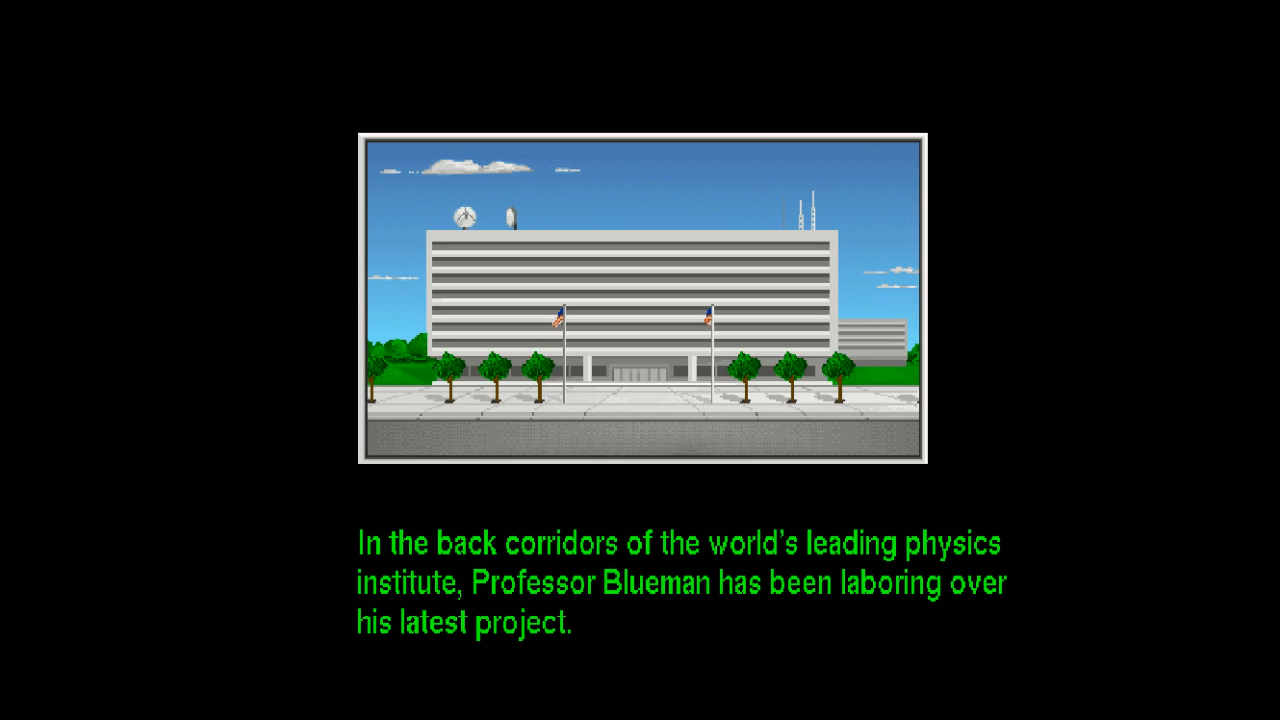 In the back corridors of the world's leading physics
institute, Professor Blueman has been laboring over
his latest project.